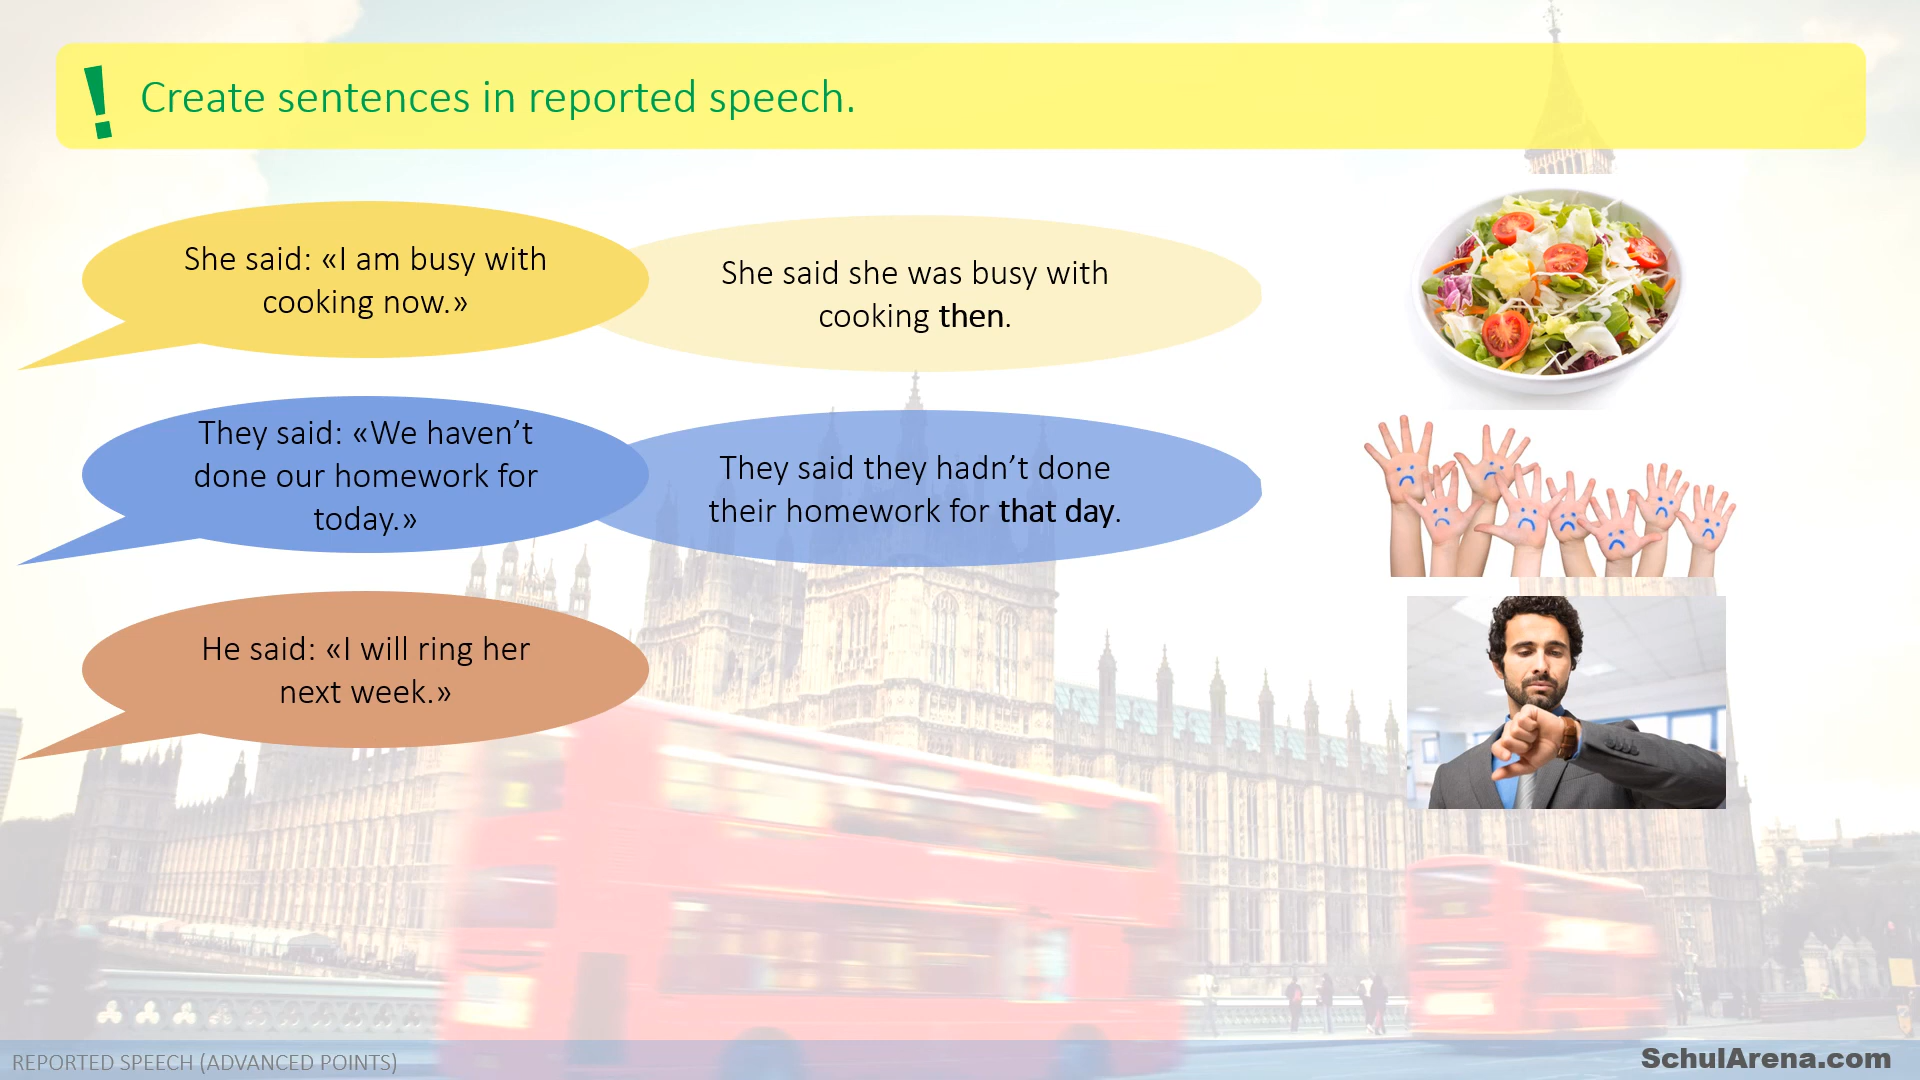 ! Create sentences in reported speech.
She said: «I am busy with
cooking now.»
She said she was busy with
cooking then.
They said: «We haven’t
done our homework for
today.»
They said they hadn’t done
their homework for that day.
He said: «I will ring her
next week.»
REPORTED SPEECH (ADVANCED POINTS)
SchulArena.com